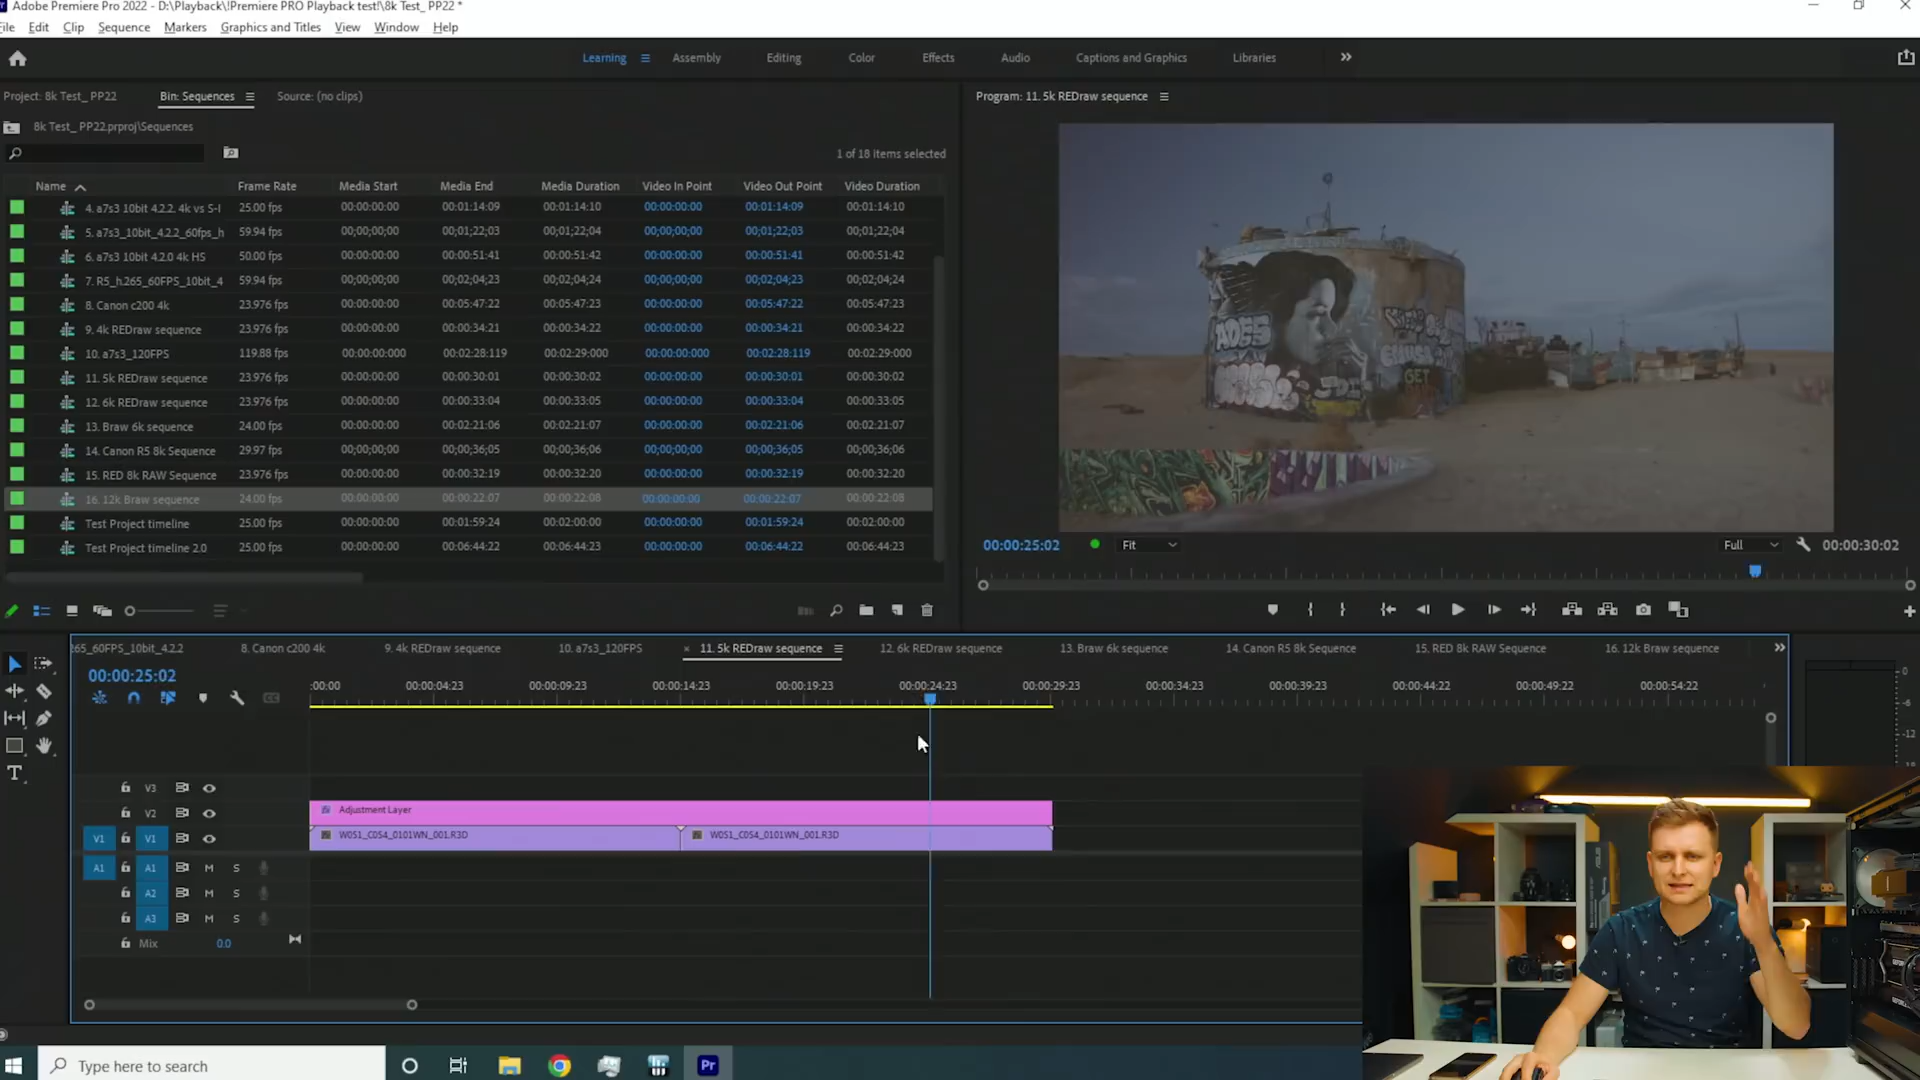 Adobe Premiere Pro 2022 - D:\Playback\!Premiere PRO Playback test!\8k Test_ PP22 *
File Edit Clip Sequence Markers Graphics and Titles View Window Help
Learning Assembly Editing Color Effects Audio Captions and Graphics Libraries
Project: 8k Test_ PP22 Bin: Sequences Source: (no clips)
Program: 11. 5k REDraw sequence
8k Test_ PP22.prproj\Sequences
1 of 18 items selected
Name Frame Rate Media Start Media End Media Duration Video In Point Video Out Point Video Duration
4. a7s3 10bit 4.2.2. 4k vs S-I 25.00 fps 00:00:00:00 00:01:14:09 00:01:14:10 00:00:00:00 00:01:14:09 00:01:14:10
5. a7s3_10bit_4.2.2_60fps_h 59.94 fps 00;00;00;00 00;01;22;03 00;01;22;04 00;00;00;00 00;01;22;03 00;01;22;04
6. a7s3 10bit 4.2.0 4k HS 50.00 fps 00:00:00:00 00:00:51:41 00:00:51:42 00:00:00:00 00:00:51:41 00:00:51:42
7. R5_h.265_60FPS_10bit_4 59.94 fps 00;00;00;00 00;02;04;23 00;02;04;24 00;00;00;00 00;02;04;23 00;02;04;24
8. Canon c200 4k 23.976 fps 00:00:00:00 00:05:47:22 00:05:47:23 00:00:00:00 00:05:47:22 00:05:47:23
9. 4k REDraw sequence 23.976 fps 00:00:00:00 00:00:34:21 00:00:34:22 00:00:00:00 00:00:34:21 00:00:34:22
10. a7s3_120FPS 119.88 fps 00:00:00:000 00:02:28:119 00:02:29:000 00:00:00:000 00:02:28:119 00:02:29:000
11. 5k REDraw sequence 23.976 fps 00:00:00:00 00:00:30:01 00:00:30:02 00:00:00:00 00:00:30:01 00:00:30:02
12. 6k REDraw sequence 23.976 fps 00:00:00:00 00:00:33:04 00:00:33:05 00:00:00:00 00:00:33:04 00:00:33:05
13. Braw 6k sequence 24.00 fps 00:00:00:00 00:02:21:06 00:02:21:07 00:00:00:00 00:02:21:06 00:02:21:07
14. Canon R5 8k Sequence 29.97 fps 00;00;00;00 00;00;36;05 00;00;36;06 00;00;00;00 00;00;36;05 00;00;36;06
15. RED 8k RAW Sequence 23.976 fps 00:00:00:00 00:00:32:19 00:00:32:20 00:00:00:00 00:00:32:19 00:00:32:20
16. 12k Braw sequence 24.00 fps 00:00:00:00 00:00:22:07 00:00:22:08 00:00:00:00 00:00:22:07 00:00:22:08
Test Project timeline 25.00 fps 00:00:00:00 00:01:59:24 00:02:00:00 00:00:00:00 00:01:59:24 00:02:00:00
Test Project timeline 2.0 25.00 fps 00:00:00:00 00:06:44:22 00:06:44:23 00:00:00:00 00:06:44:22 00:06:44:23
ADES
GET
00:00:25:02 Fit Full 00:00:30:02
265_60FPS_10bit_4.2.2 8. Canon c200 4k 9. 4k REDraw sequence 10. a7s3_120FPS 11. 5k REDraw sequence 12. 6k REDraw sequence 13. Braw 6k sequence 14. Canon R5 8k Sequence 15. RED 8k RAW Sequence 16. 12k Braw sequence
00:00:25:02
:00:00 00:00:04:23 00:00:09:23 00:00:14:23 00:00:19:23 00:00:24:23 00:00:29:23 00:00:34:23 00:00:39:23 00:00:44:22 00:00:49:22 00:00:54:22
0
-6
-12
V3
V2 Adjustment Layer
V1 V1 W051_C054_0101WN_001.R3D W051_C054_0101WN_001.R3D
A1 A1 M S
A2 M S
A3 M S
Mix 0.0
T
Type here to search
Pr